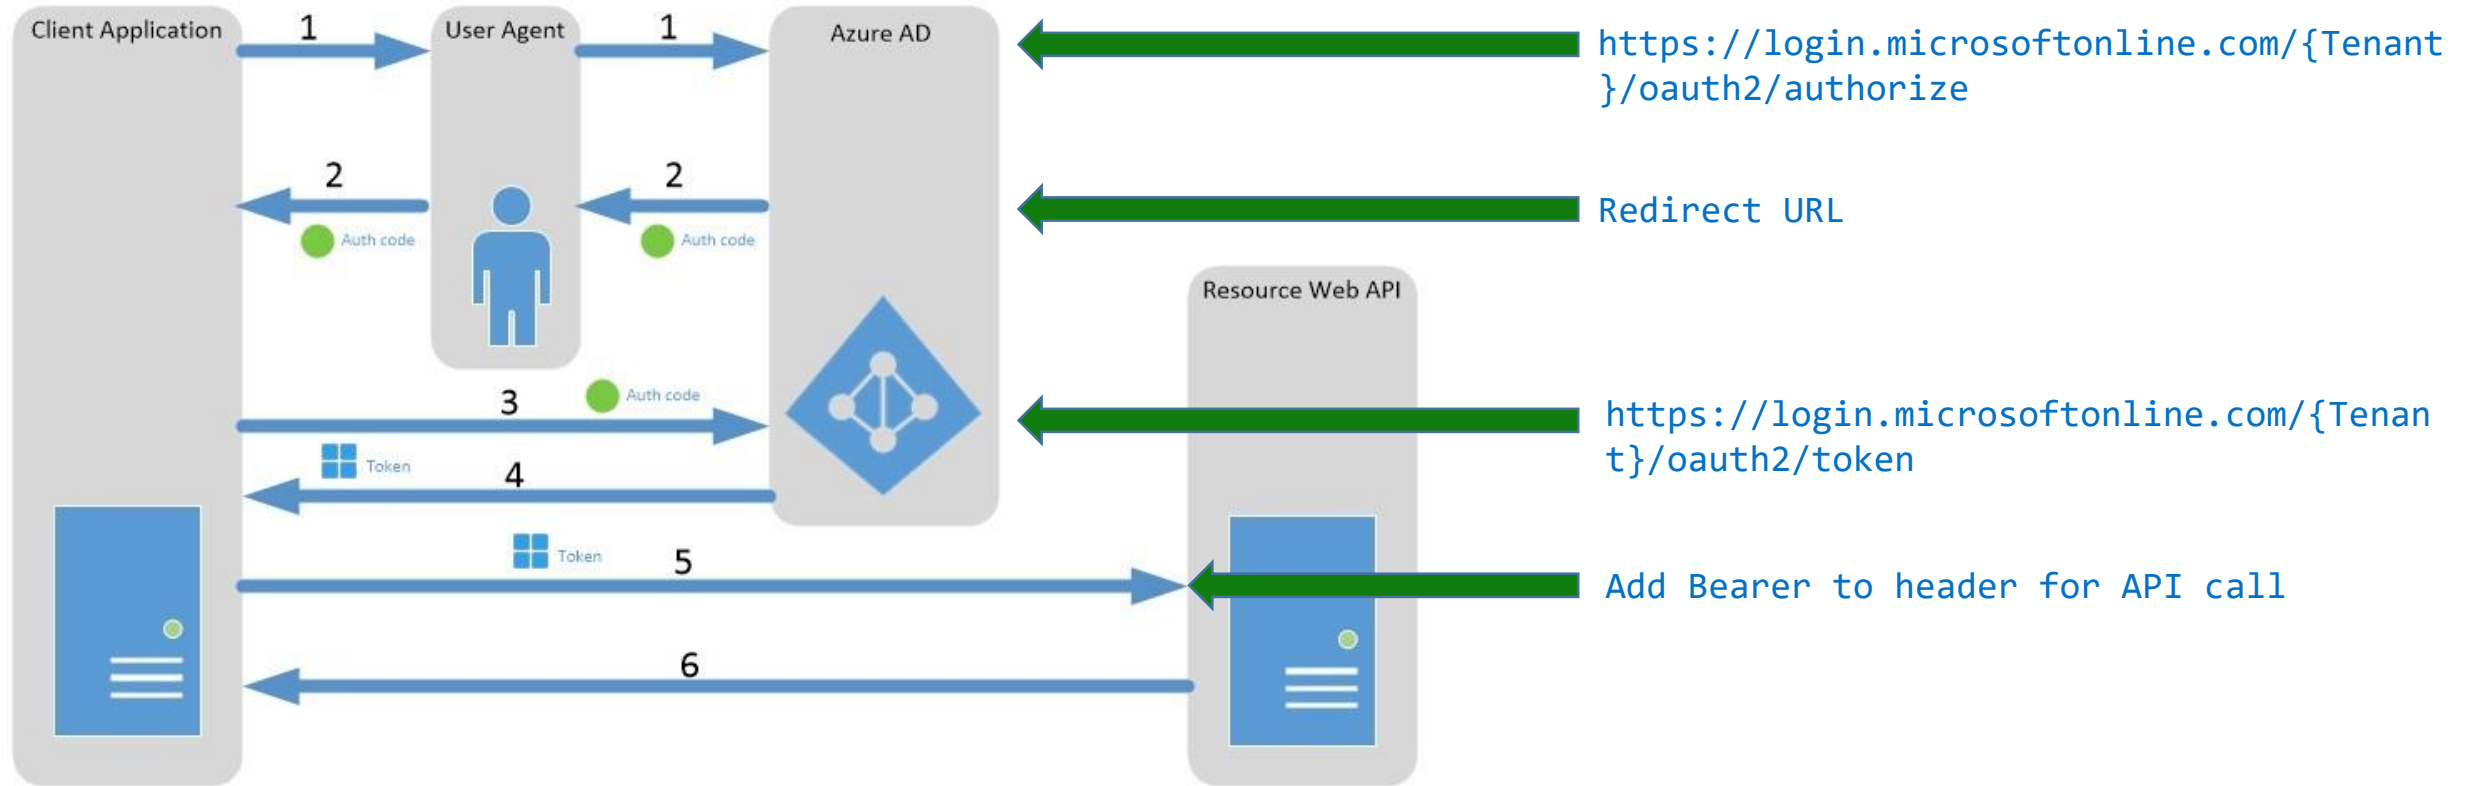 Client Application
1
User Agent
1
Azure AD
https://login.microsoftonline.com/{Tenant
}/oauth2/authorize
2
2
Auth code
Auth code
Redirect URL
Resource Web API
3
Auth code
https://login.microsoftonline.com/{Tenan
t}/oauth2/token
Token
4
Token
5
Add Bearer to header for API call
6